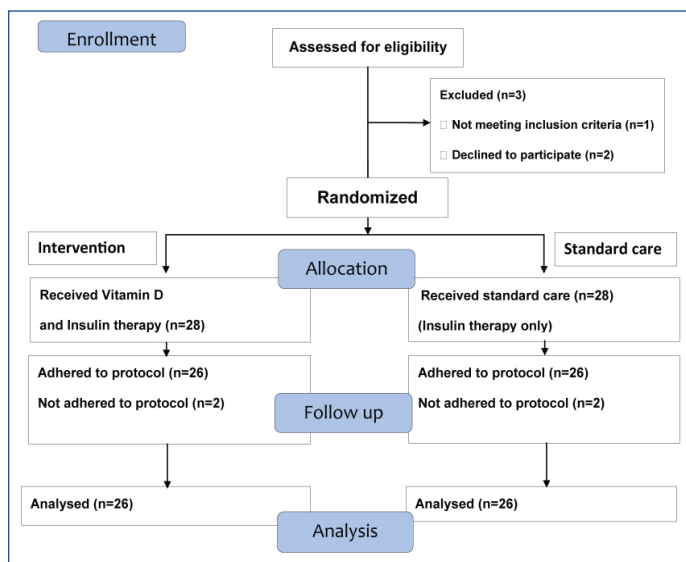 Enrollment
Assessed for eligibility
Excluded (n=3)
□ Not meeting inclusion criteria (n=1)
□ Declined to participate (n=2)
Randomized
Intervention
Standard care
Allocation
Received Vitamin D
and Insulin therapy (n=28)
Received standard care (n=28)
(Insulin therapy only)
Adhered to protocol (n=26)
Not adhered to protocol (n=2)
Adhered to protocol (n=26)
Not adhered to protocol (n=2)
Follow up
Analysed (n=26)
Analysed (n=26)
Analysis